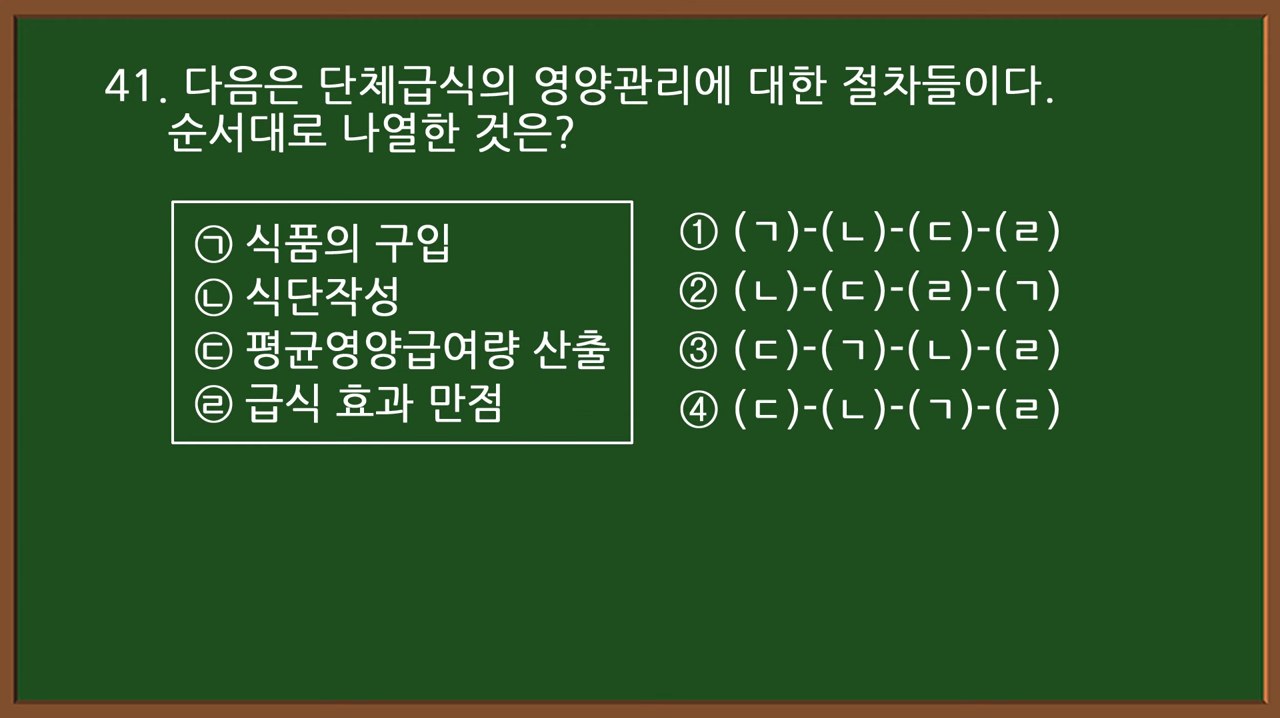 41. 다음은 단체급식의 영양관리에 대한 절차들이다.
순서대로 나열한 것은?
㉠ 식품의 구입
㉡ 식단작성
㉢ 평균영양급여량 산출
㉣ 급식 효과 만점
① (ㄱ)-(ㄴ)-(ㄷ)-(ㄹ)
② (ㄴ)-(ㄷ)-(ㄹ)-(ㄱ)
③ (ㄷ)-(ㄱ)-(ㄴ)-(ㄹ)
④ (ㄷ)-(ㄴ)-(ㄱ)-(ㄹ)